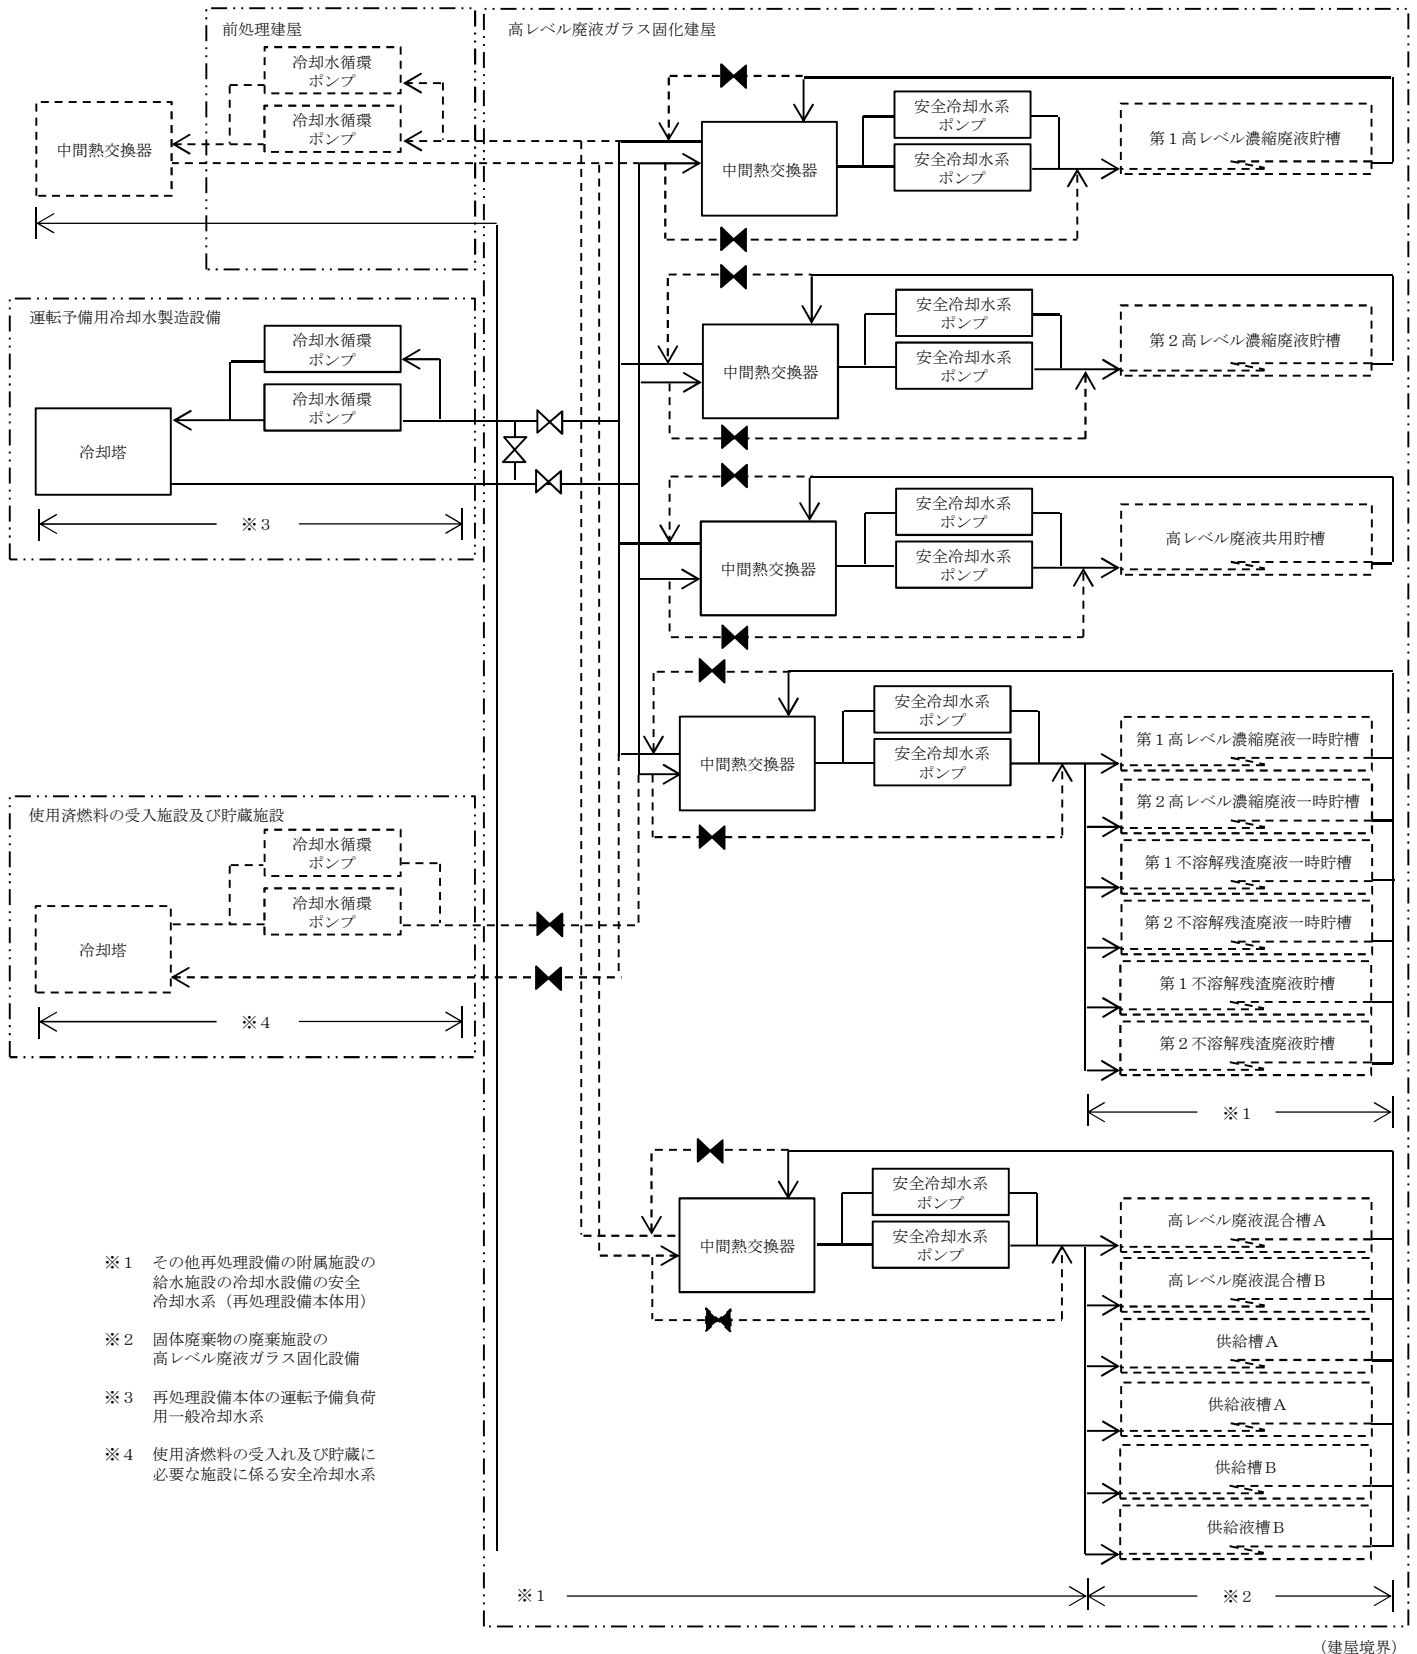 前処理建屋
冷却水循環
ポンプ
冷却水循環
ポンプ
中間熱交換器
運転予備用冷却水製造設備
冷却水循環
ポンプ
冷却水循環
ポンプ
冷却塔
※３
使用済燃料の受入施設及び貯蔵施設
冷却水循環
ポンプ
冷却水循環
ポンプ
冷却塔
※４
高レベル廃液ガラス固化建屋
安全冷却水系
ポンプ
安全冷却水系
ポンプ
中間熱交換器
第１高レベル濃縮廃液貯槽
安全冷却水系
ポンプ
安全冷却水系
ポンプ
中間熱交換器
第２高レベル濃縮廃液貯槽
安全冷却水系
ポンプ
安全冷却水系
ポンプ
中間熱交換器
高レベル廃液共用貯槽
安全冷却水系
ポンプ
安全冷却水系
ポンプ
中間熱交換器
第１高レベル濃縮廃液一時貯槽
第２高レベル濃縮廃液一時貯槽
第１不溶解残渣廃液一時貯槽
第２不溶解残渣廃液一時貯槽
第１不溶解残渣廃液貯槽
第２不溶解残渣廃液貯槽
※１
安全冷却水系
ポンプ
安全冷却水系
ポンプ
中間熱交換器
高レベル廃液混合槽Ａ
高レベル廃液混合槽Ｂ
供給槽Ａ
供給液槽Ａ
供給槽Ｂ
供給液槽Ｂ
※１
※２
※１　その他再処理設備の附属施設の
給水施設の冷却水設備の安全
冷却水系（再処理設備本体用）
※２　固体廃棄物の廃棄施設の
高レベル廃液ガラス固化設備
※３　再処理設備本体の運転予備負荷
用一般冷却水系
※４　使用済燃料の受入れ及び貯蔵に
必要な施設に係る安全冷却水系
（建屋境界）